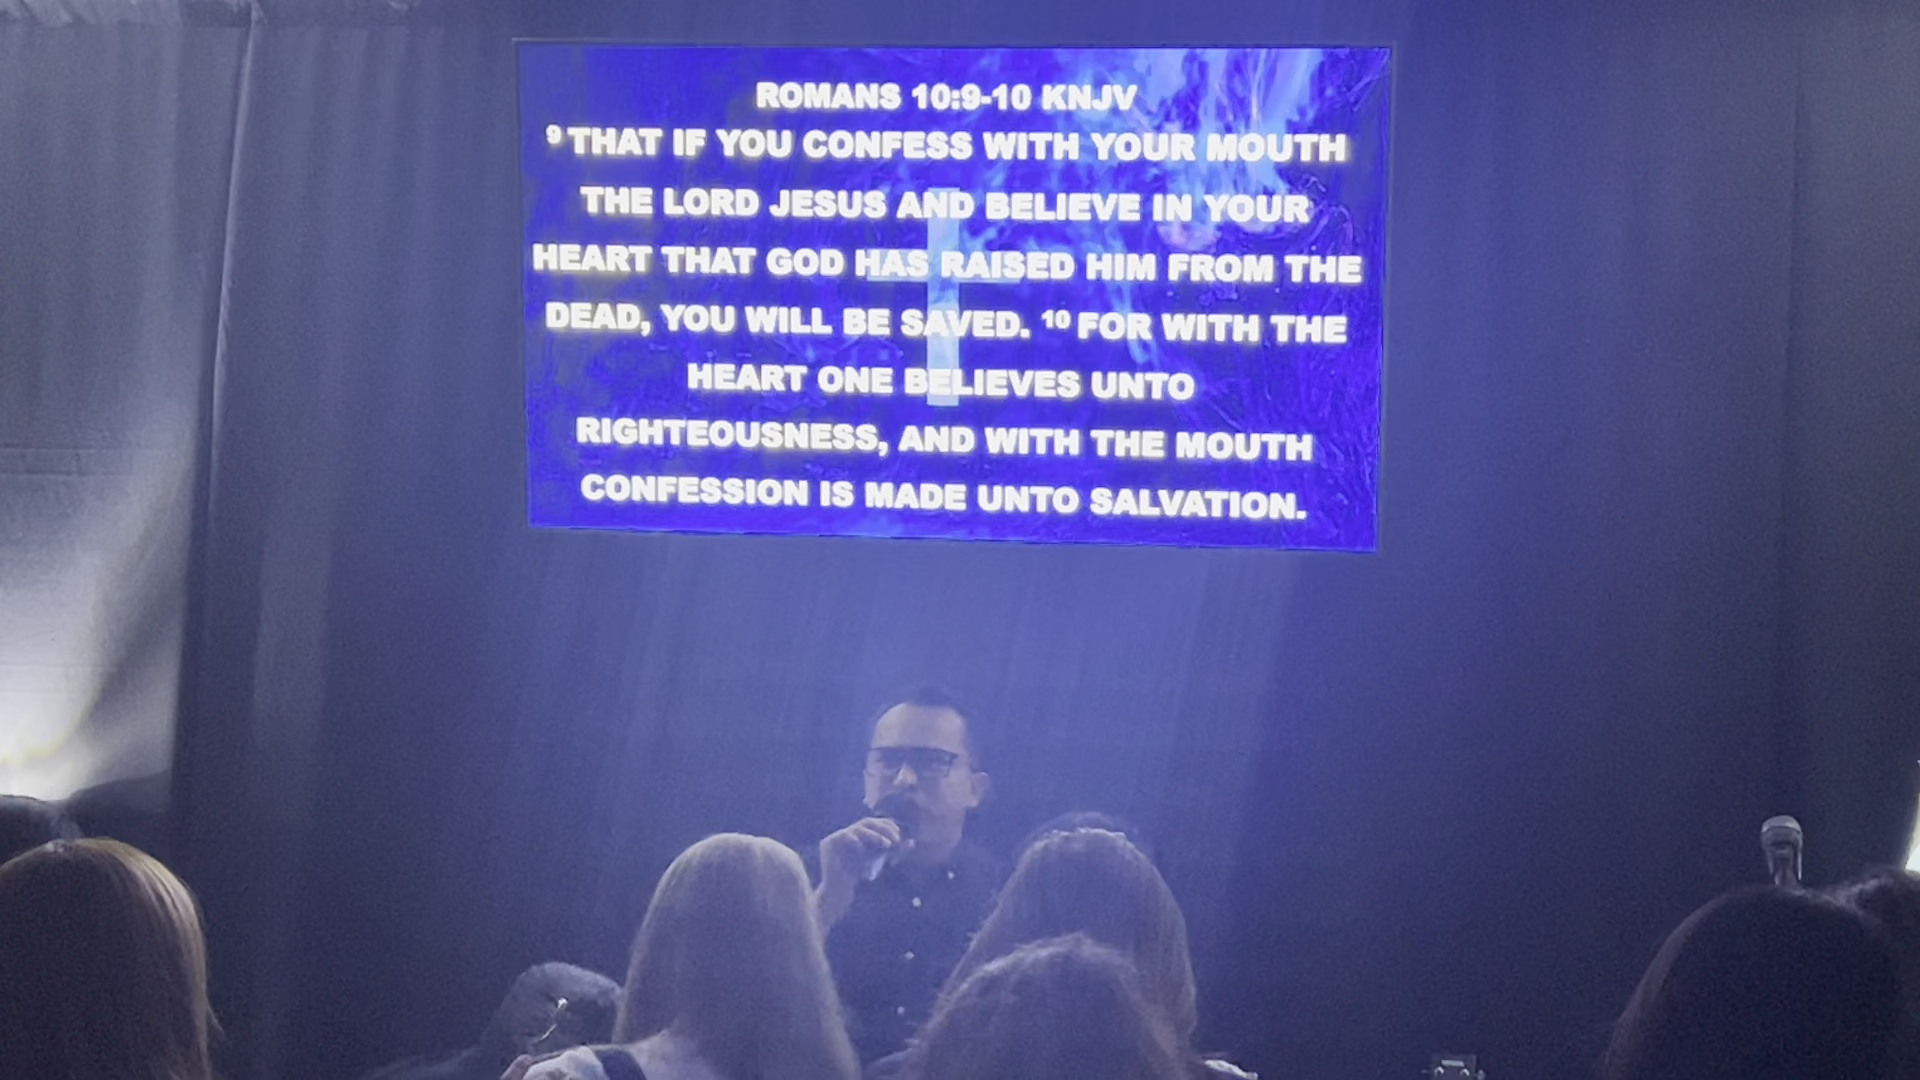 ROMANS 10:9-10 KNJV
⁹ THAT IF YOU CONFESS WITH YOUR MOUTH
THE LORD JESUS AND BELIEVE IN YOUR
HEART THAT GOD HAS RAISED HIM FROM THE
DEAD, YOU WILL BE SAVED. ¹⁰ FOR WITH THE
HEART ONE BELIEVES UNTO
RIGHTEOUSNESS, AND WITH THE MOUTH
CONFESSION IS MADE UNTO SALVATION.